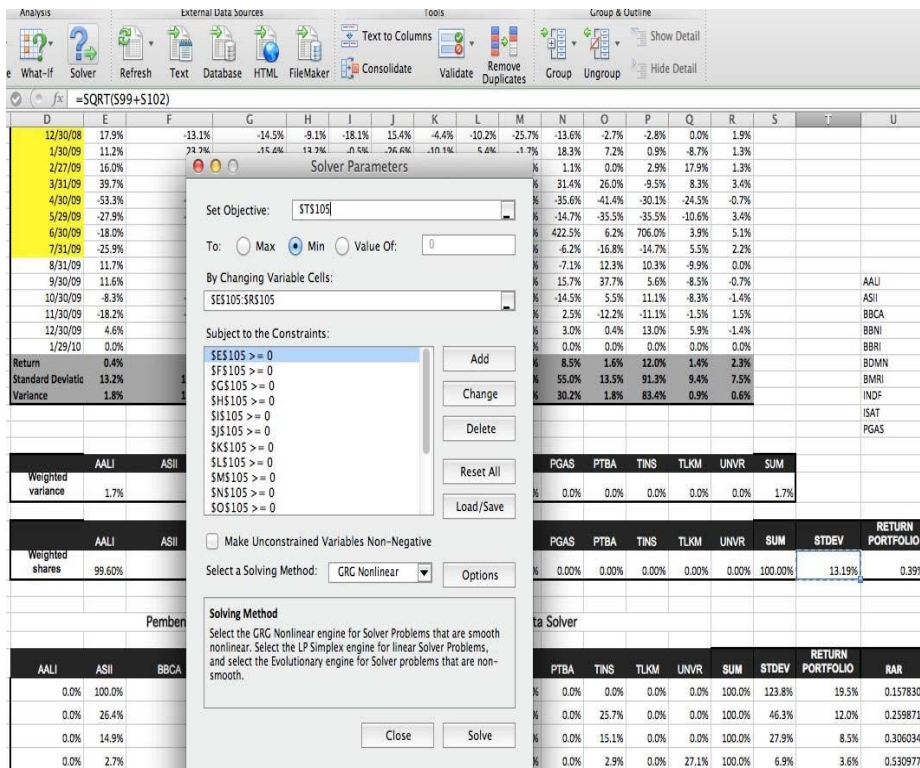 Analysis External Data Sources Tools Group & Outline
Text to Columns Show Detail
e What-If Solver Refresh Text Database HTML FileMaker Consolidate Validate Remove Duplicates Group Ungroup Hide Detail
fx =SQRT(S99+S102)
D E F G H I J K L M N O P Q R S T U
12/30/08 17.9% -13.1% -14.5% -9.1% -18.1% 15.4% -4.4% -10.2% -25.7% -13.6% -2.7% -2.8% 0.0% 1.9%
1/30/09 11.2% 23.2% -15.4% 13.2% -0.5% -26.6% -10.1% 5.4% -1.7% 18.3% 7.2% 0.9% -8.7% 1.3%
2/27/09 16.0% % 1.1% 0.0% 2.9% 17.9% 1.3%
3/31/09 39.7% % 31.4% 26.0% -9.5% 8.3% 3.4%
4/30/09 -53.3% % -35.6% -41.4% -30.1% -24.5% -0.7%
5/29/09 -27.9% % -14.7% -35.5% -35.5% -10.6% 3.4%
6/30/09 -18.0% % 422.5% 6.2% 706.0% 3.9% 5.1%
7/31/09 -25.9% % -6.2% -16.8% -14.7% 5.5% 2.2%
8/31/09 11.7% % -7.1% 12.3% 10.3% -9.9% 0.0%
9/30/09 11.6% % 15.7% 37.7% 5.6% -8.5% -0.7% AALI
10/30/09 -8.3% % -14.5% 5.5% 11.1% -8.3% -1.4% ASII
11/30/09 -18.2% % 2.5% -12.2% -11.1% -1.5% 1.5% BBCA
12/30/09 4.6% % 3.0% 0.4% 13.0% 5.9% -1.4% BBNI
1/29/10 0.0% % 0.0% 0.0% 0.0% 0.0% 0.0% BBRI
Return 0.4% % 8.5% 1.6% 12.0% 1.4% 2.3% BDMN
Standard Deviatio 13.2% 1 % 55.0% 13.5% 91.3% 9.4% 7.5% BMRI
Variance 1.8% 1 % 30.2% 1.8% 83.4% 0.9% 0.6% INDF
ISAT
PGAS
Solver Parameters
Set Objective: $T$105
To: Max Min Value Of: 0
By Changing Variable Cells:
$E$105:$R$105
Subject to the Constraints:
$E$105 >= 0
$F$105 >= 0
$G$105 >= 0
$H$105 >= 0
$I$105 >= 0
$J$105 >= 0
$K$105 >= 0
$L$105 >= 0
$M$105 >= 0
$N$105 >= 0
$O$105 >= 0
Add
Change
Delete
Reset All
Load/Save
Make Unconstrained Variables Non-Negative
Select a Solving Method: GRG Nonlinear Options
Solving Method
Select the GRG Nonlinear engine for Solver Problems that are smooth
nonlinear. Select the LP Simplex engine for linear Solver Problems,
and select the Evolutionary engine for Solver problems that are non-
smooth.
Close Solve
AALI ASII PGAS PTBA TINS TLKM UNVR SUM
Weighted variance 1.7% % 0.0% 0.0% 0.0% 0.0% 0.0% 1.7%
AALI ASII PGAS PTBA TINS TLKM UNVR SUM STDEV RETURN PORTFOLIO
Weighted shares 99.60% % 0.00% 0.00% 0.00% 0.00% 0.00% 100.00% 13.19% 0.39%
Pemben ta Solver
AALI ASII BBCA PTBA TINS TLKM UNVR SUM STDEV RETURN PORTFOLIO RAR
0.0% 100.0% % 0.0% 0.0% 0.0% 0.0% 100.0% 123.8% 19.5% 0.157830
0.0% 26.4% % 0.0% 25.7% 0.0% 0.0% 100.0% 46.3% 12.0% 0.259871
0.0% 14.9% % 0.0% 15.1% 0.0% 0.0% 100.0% 27.9% 8.5% 0.306034
0.0% 2.7% % 0.0% 2.9% 0.0% 27.1% 100.0% 6.9% 3.6% 0.530977